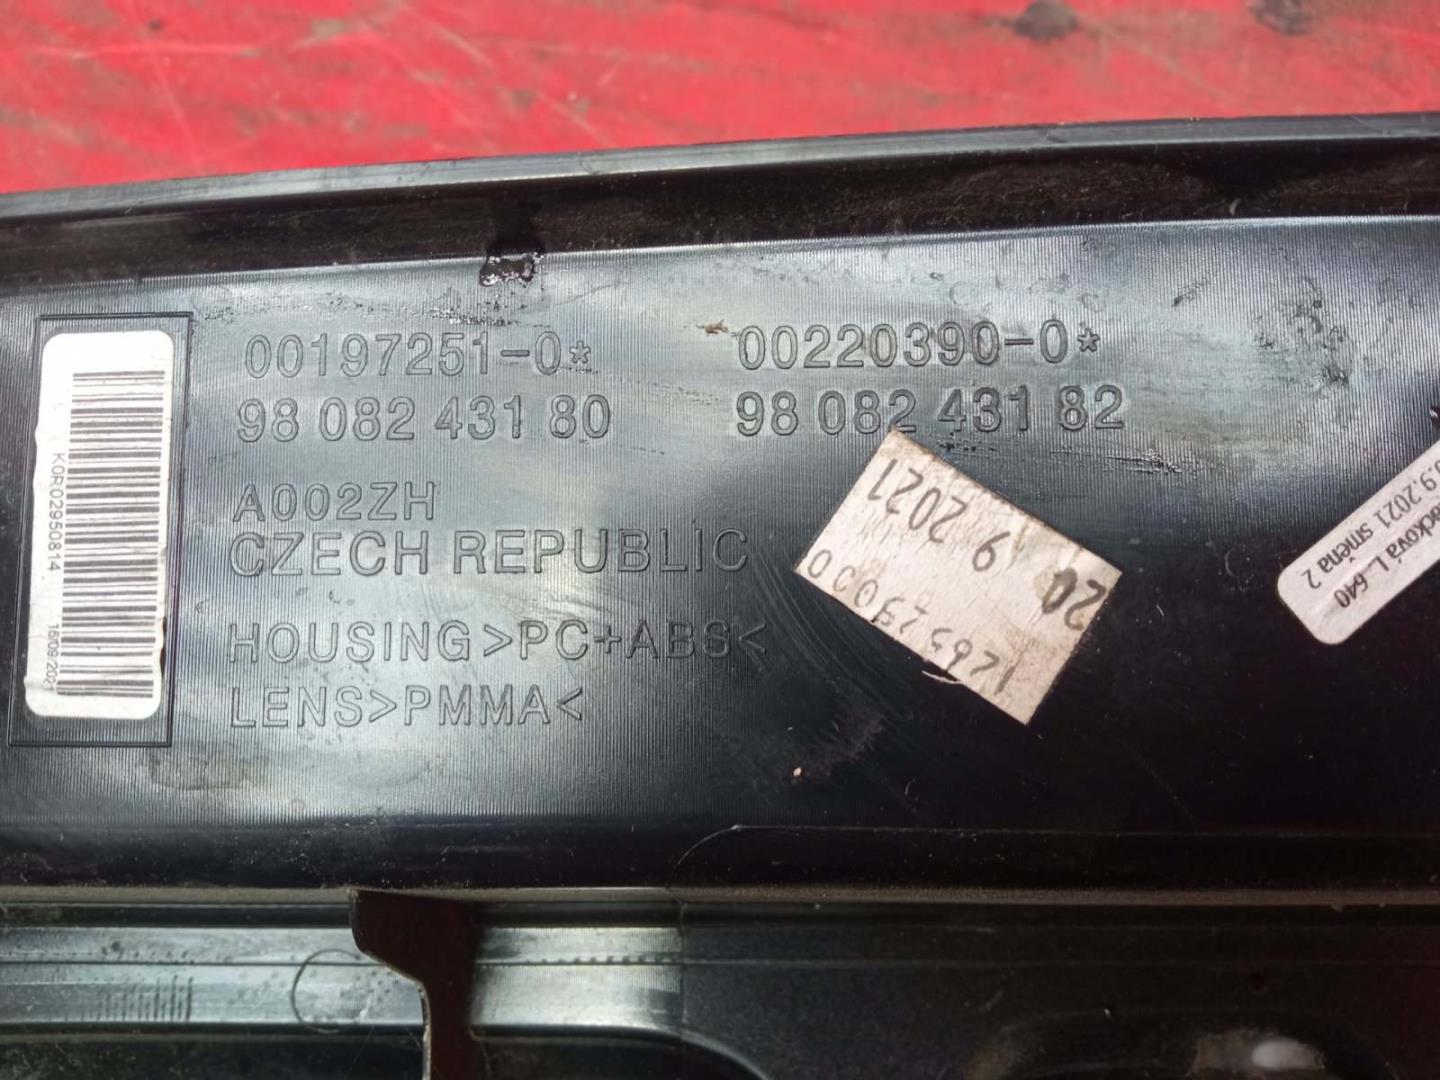 00197251-0*
98 082 431 80
00220390-0*
98 082 431 82
A002ZH
CZECH REPUBLIC
HOUSING>PC+ABS<
LENS>PMMA<
K0R02950814
16.09.2021
20 9 2021
.9.2021 směna 2
L. 640